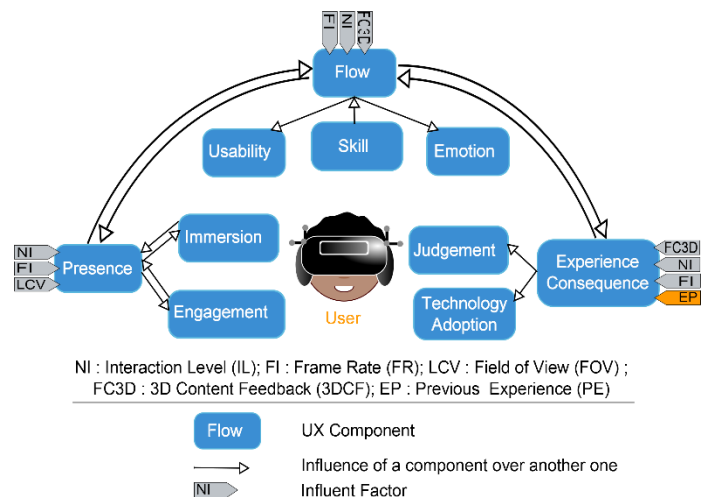 FI
NI
FC3D
Flow
Usability
Skill
Emotion
NI
FI
LCV
Presence
Immersion
Engagement
User
Judgement
Technology
Adoption
Experience
Consequence
FC3D
NI
FI
EP
NI : Interaction Level (IL); FI : Frame Rate (FR); LCV : Field of View (FOV) ;
FC3D : 3D Content Feedback (3DCF); EP : Previous Experience (PE)
Flow
UX Component
Influence of a component over another one
NI
Influent Factor